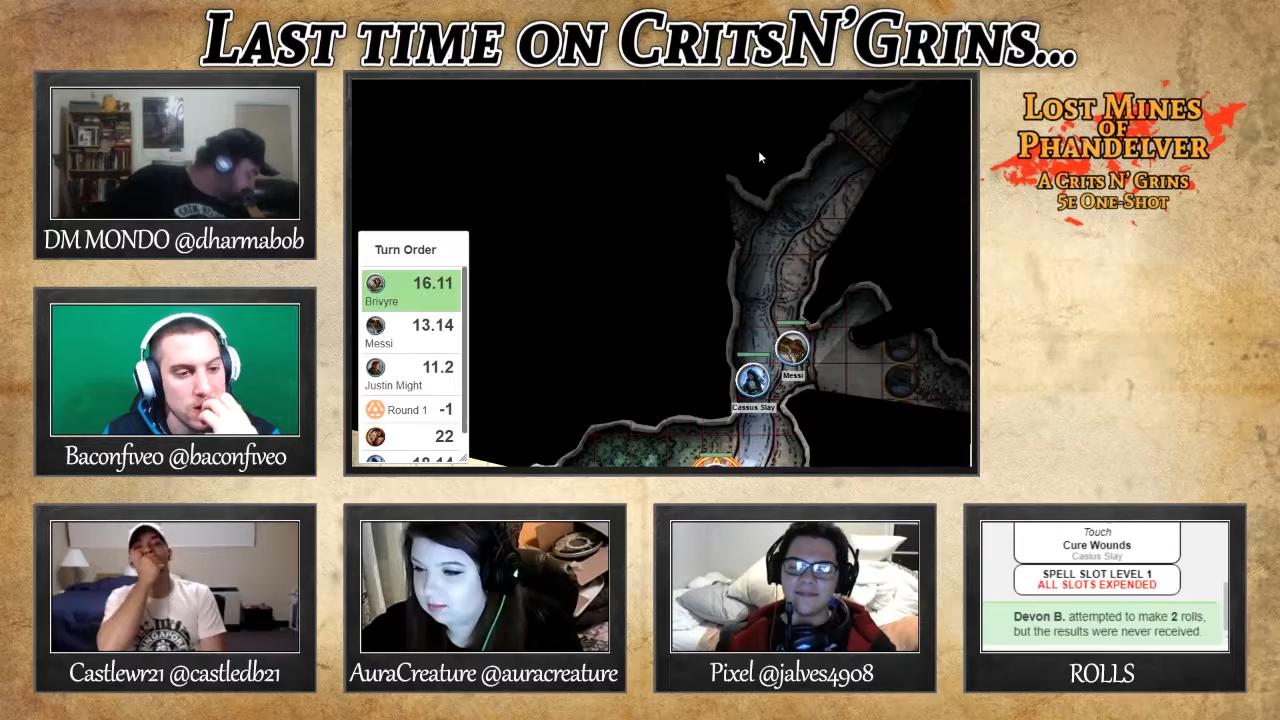 LAST TIME ON CRITSN'GRINS...
LOST MINES
OF
PHANDELVER
A CRITS N' GRINS
5E ONE-SHOT
DM MONDO @dharmabob
Turn Order
16.11
Brivyre
13.14
Messi
11.2
Justin Might
Round 1 -1
22
Messi
Cassus Slay
Baconfiveo @baconfiveo
SINGAPORE
Castlewr21 @castledb21
AuraCreature @auracreature
Pixel @jalves4908
Touch
Cure Wounds
Casius Slay
SPELL SLOT LEVEL 1
ALL SLOTS EXPENDED
Devon B. attempted to make 2 rolls,
but the results were never received.
ROLLS